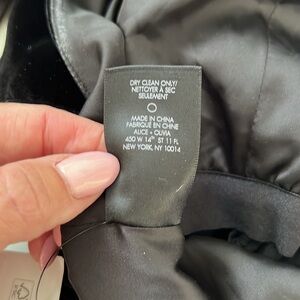 DRY CLEAN ONLY/
NETTOYER À SEC
SEULEMENT
MADE IN CHINA
FABRIQUÉ EN CHINE
ALICE + OLIVIA
450 W 14TH ST 11 FL
NEW YORK, NY 10014